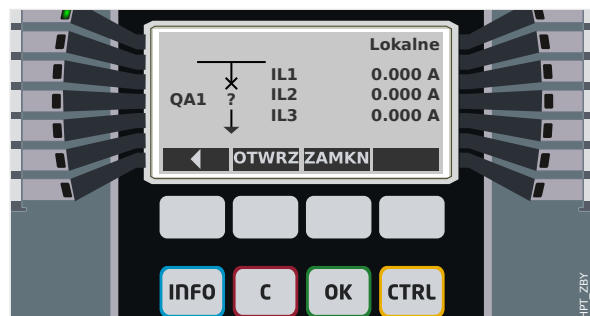 Lokalne
IL1 0.000 A
IL2 0.000 A
QA1 ?
IL3 0.000 A
OTWRZ ZAMKN
INFO C OK CTRL
HPT_ZBY